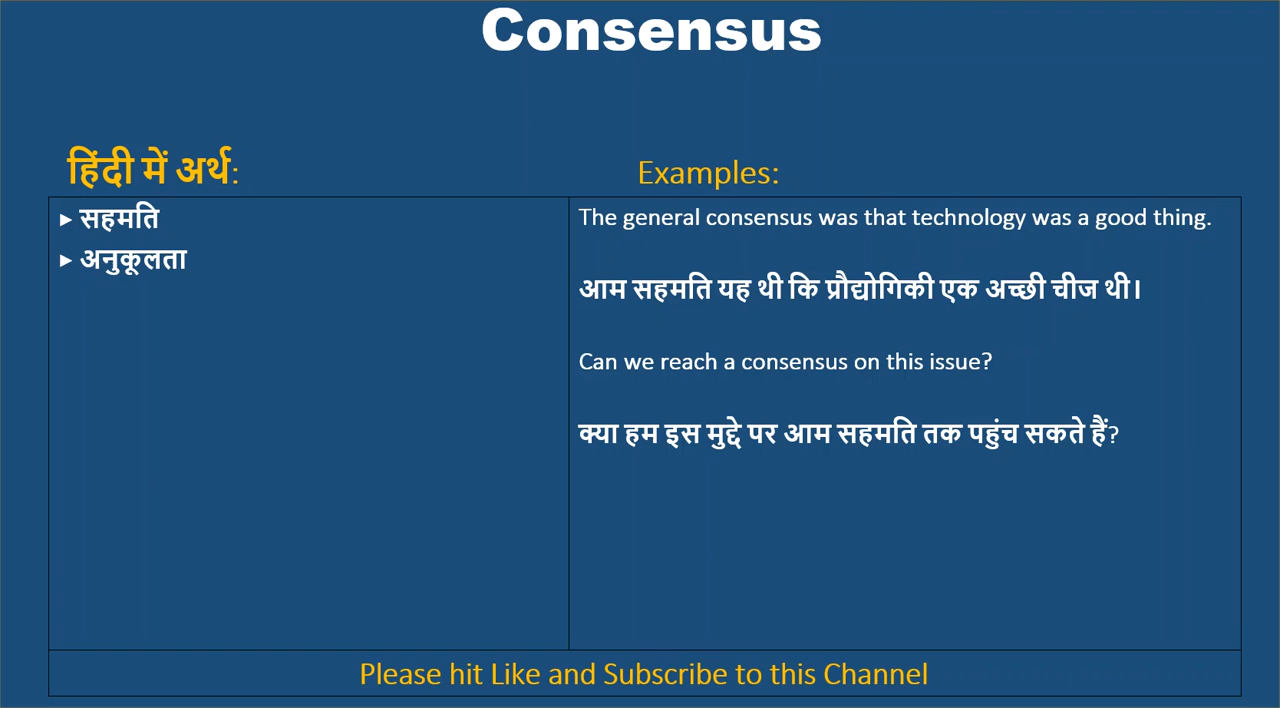 Consensus
हिंदी में अर्थ:
▸ सहमति
▸ अनुकूलता
Examples:
The general consensus was that technology was a good thing.
आम सहमति यह थी कि प्रौद्योगिकी एक अच्छी चीज थी।
Can we reach a consensus on this issue?
क्या हम इस मुद्दे पर आम सहमति तक पहुंच सकते हैं?
Please hit Like and Subscribe to this Channel